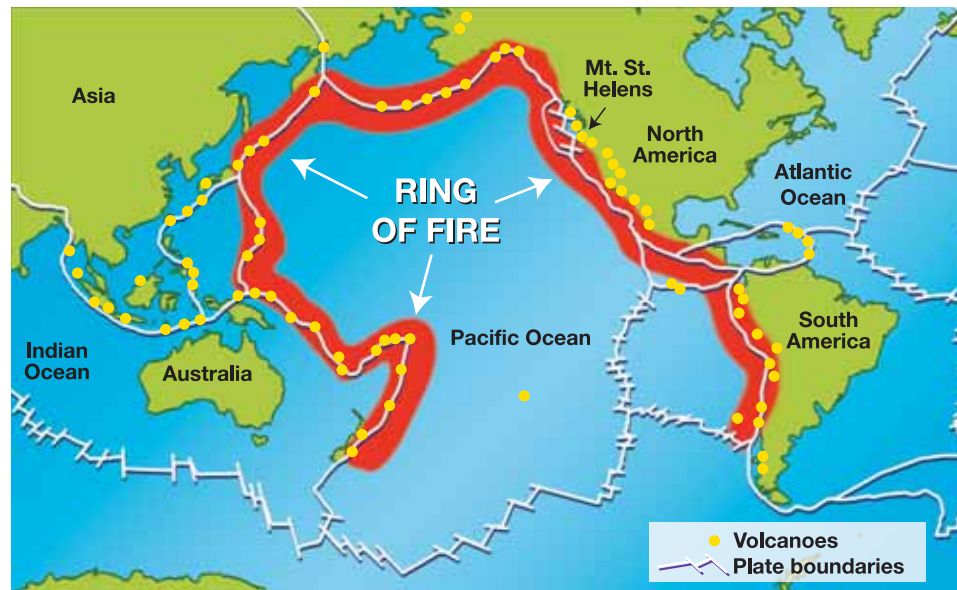 Asia
Mt. St.
Helens
North
America
Atlantic
Ocean
RING
OF FIRE
Pacific Ocean
South
America
Indian
Ocean
Australia
Volcanoes
Plate boundaries